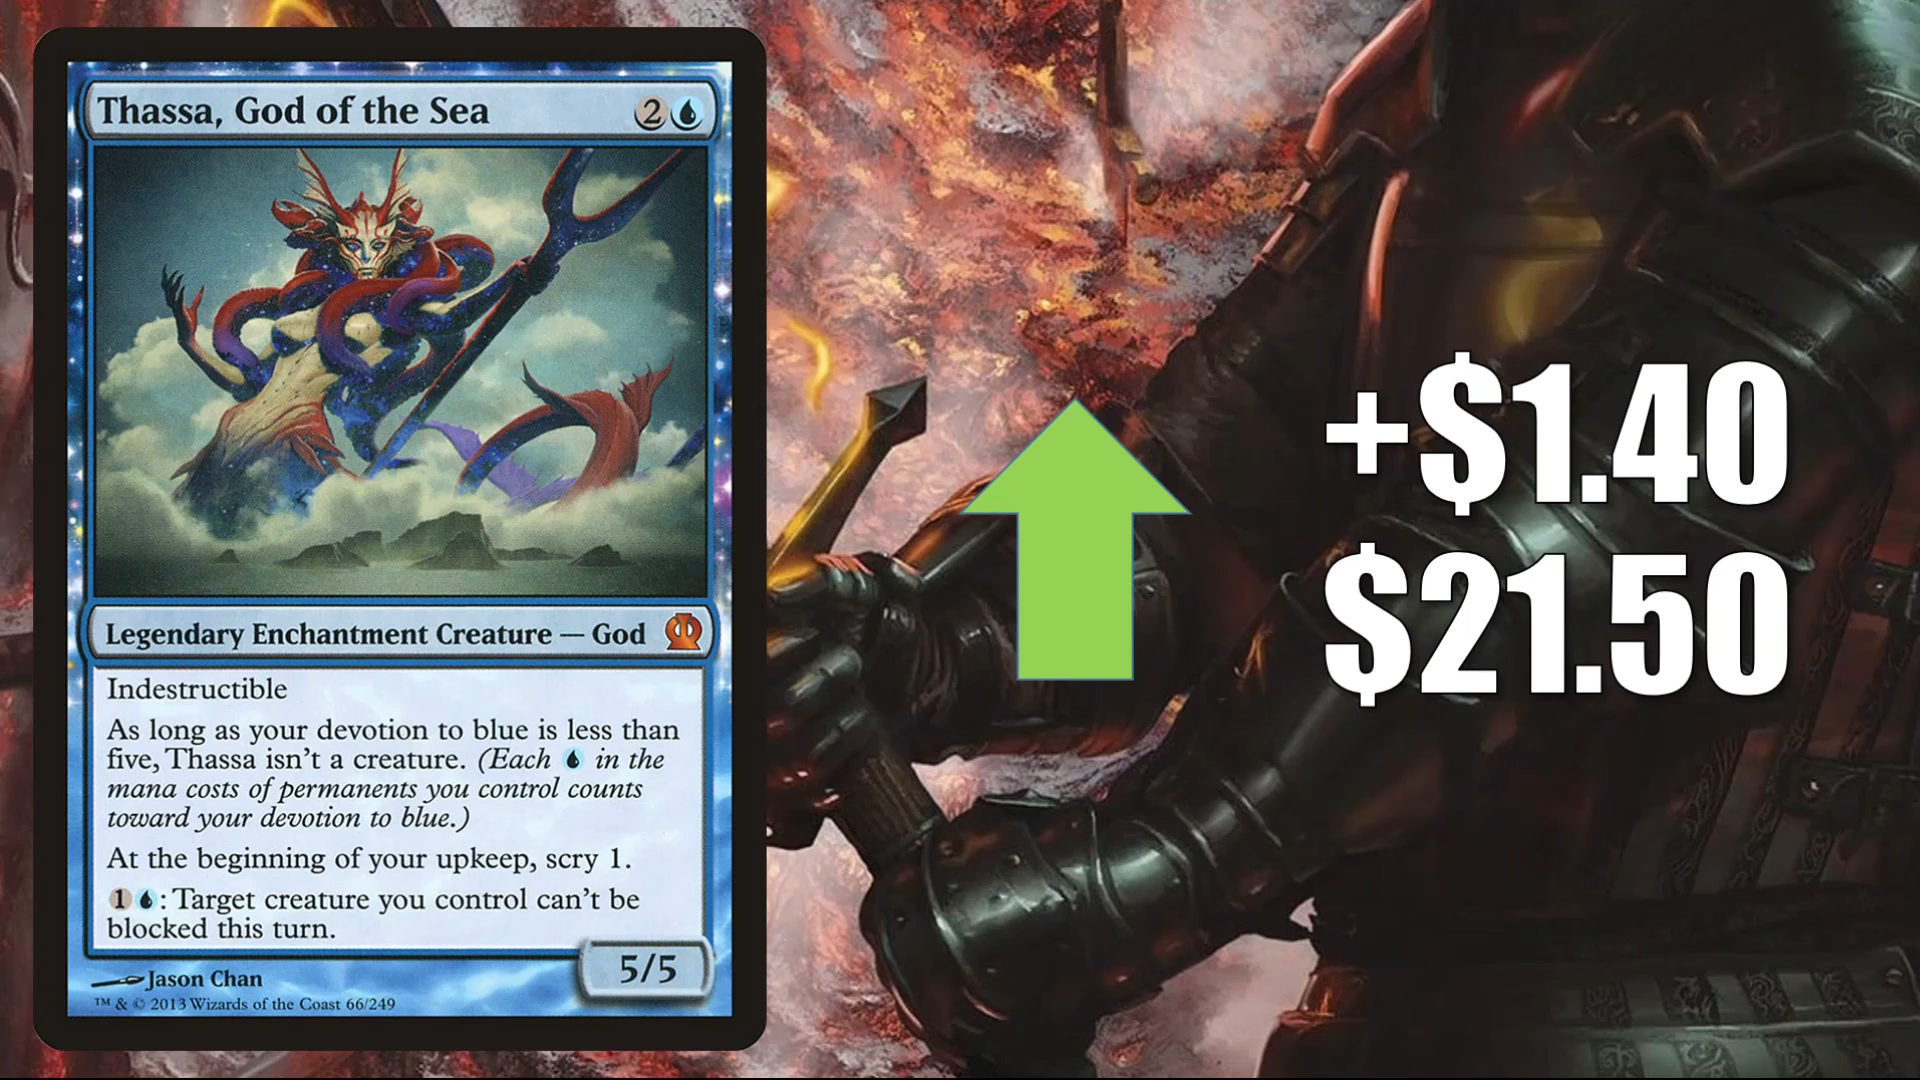 Thassa, God of the Sea 2
Legendary Enchantment Creature — God
Indestructible
As long as your devotion to blue is less than
five, Thassa isn't a creature. (Each in the
mana costs of permanents you control counts
toward your devotion to blue.)
At the beginning of your upkeep, scry 1.
1 : Target creature you control can't be
blocked this turn.
5/5
Jason Chan
™ & © 2013 Wizards of the Coast 66/249
+$1.40
$21.50